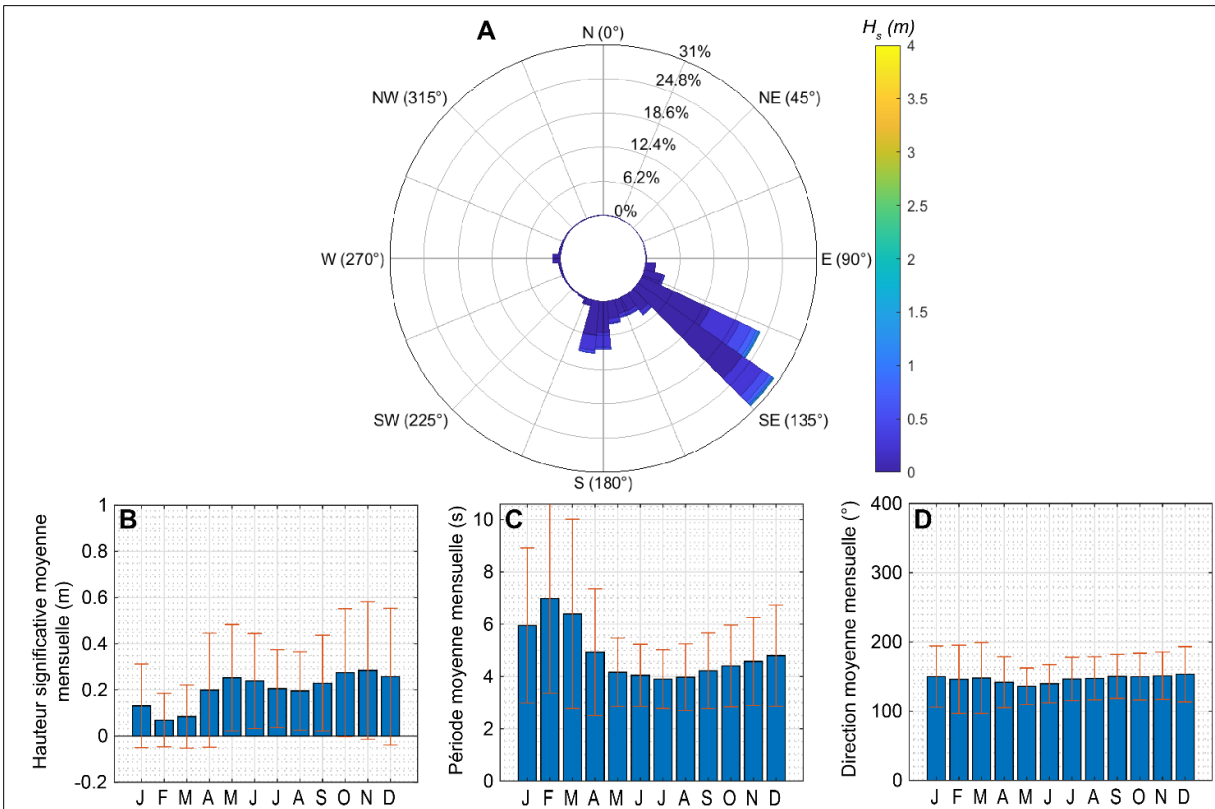 A
N (0°)
H_s (m)
31%
24.8%
18.6%
12.4%
6.2%
0%
NW (315°)
NE (45°)
W (270°)
E (90°)
SW (225°)
SE (135°)
S (180°)
4
3.5
3
2.5
2
1.5
1
0.5
0
B
Hauteur significative moyenne
mensuelle (m)
1
0.8
0.6
0.4
0.2
0
-0.2
J F M A M J J A S O N D
C
Période moyenne mensuelle (s)
10
8
6
4
2
0
J F M A M J J A S O N D
D
Direction moyenne mensuelle (°)
400
300
200
100
0
J F M A M J J A S O N D